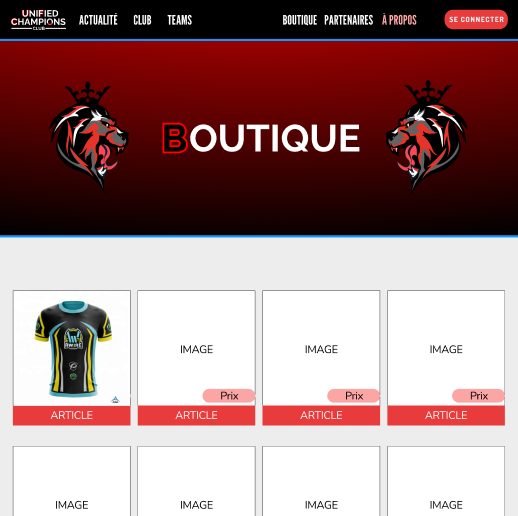 UNIFIED
CHAMPIONS
CLUB
ACTUALITÉ CLUB TEAMS BOUTIQUE PARTENAIRES À PROPOS SE CONNECTER
BOUTIQUE
IMAGE IMAGE IMAGE
Prix Prix Prix
ARTICLE ARTICLE ARTICLE ARTICLE
IMAGE IMAGE IMAGE IMAGE